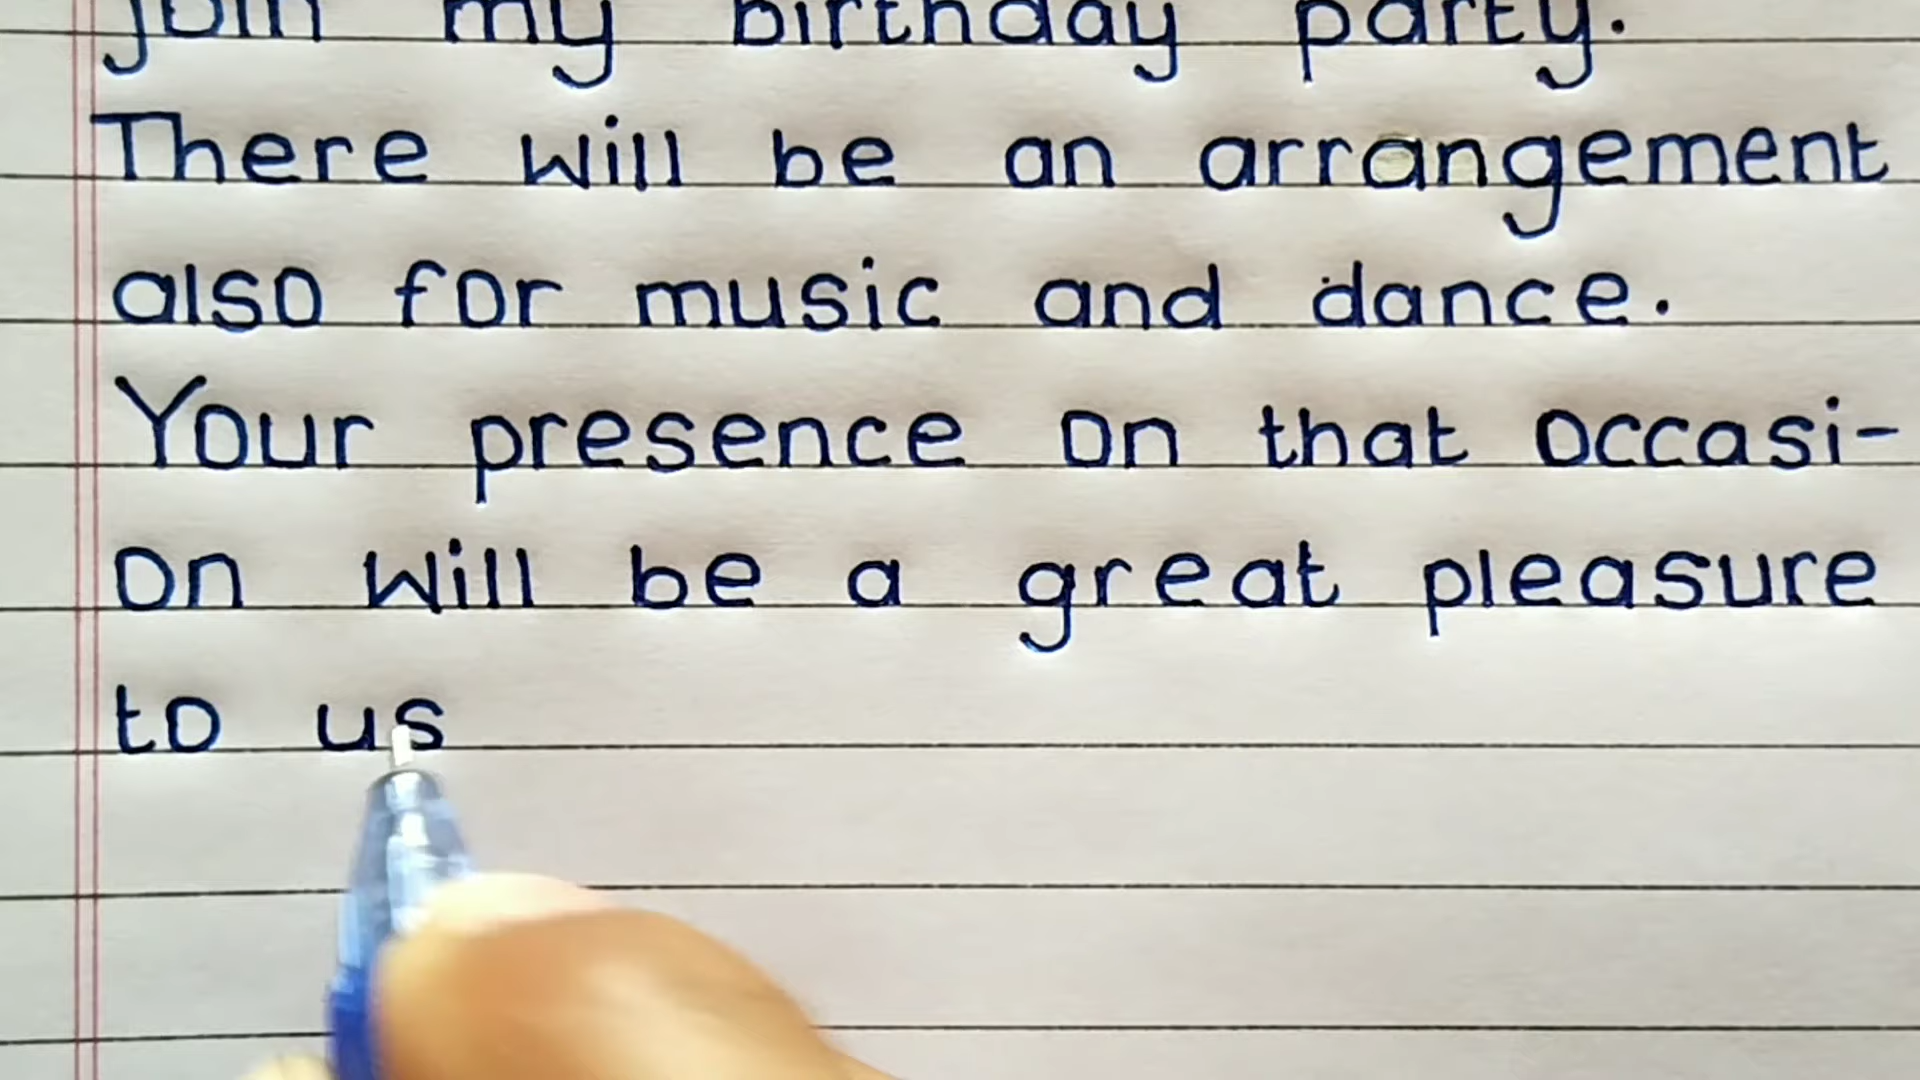 join my birthday party.
There will be an arrangement
also for music and dance.
Your presence on that occasi-
on will be a great pleasure
to us